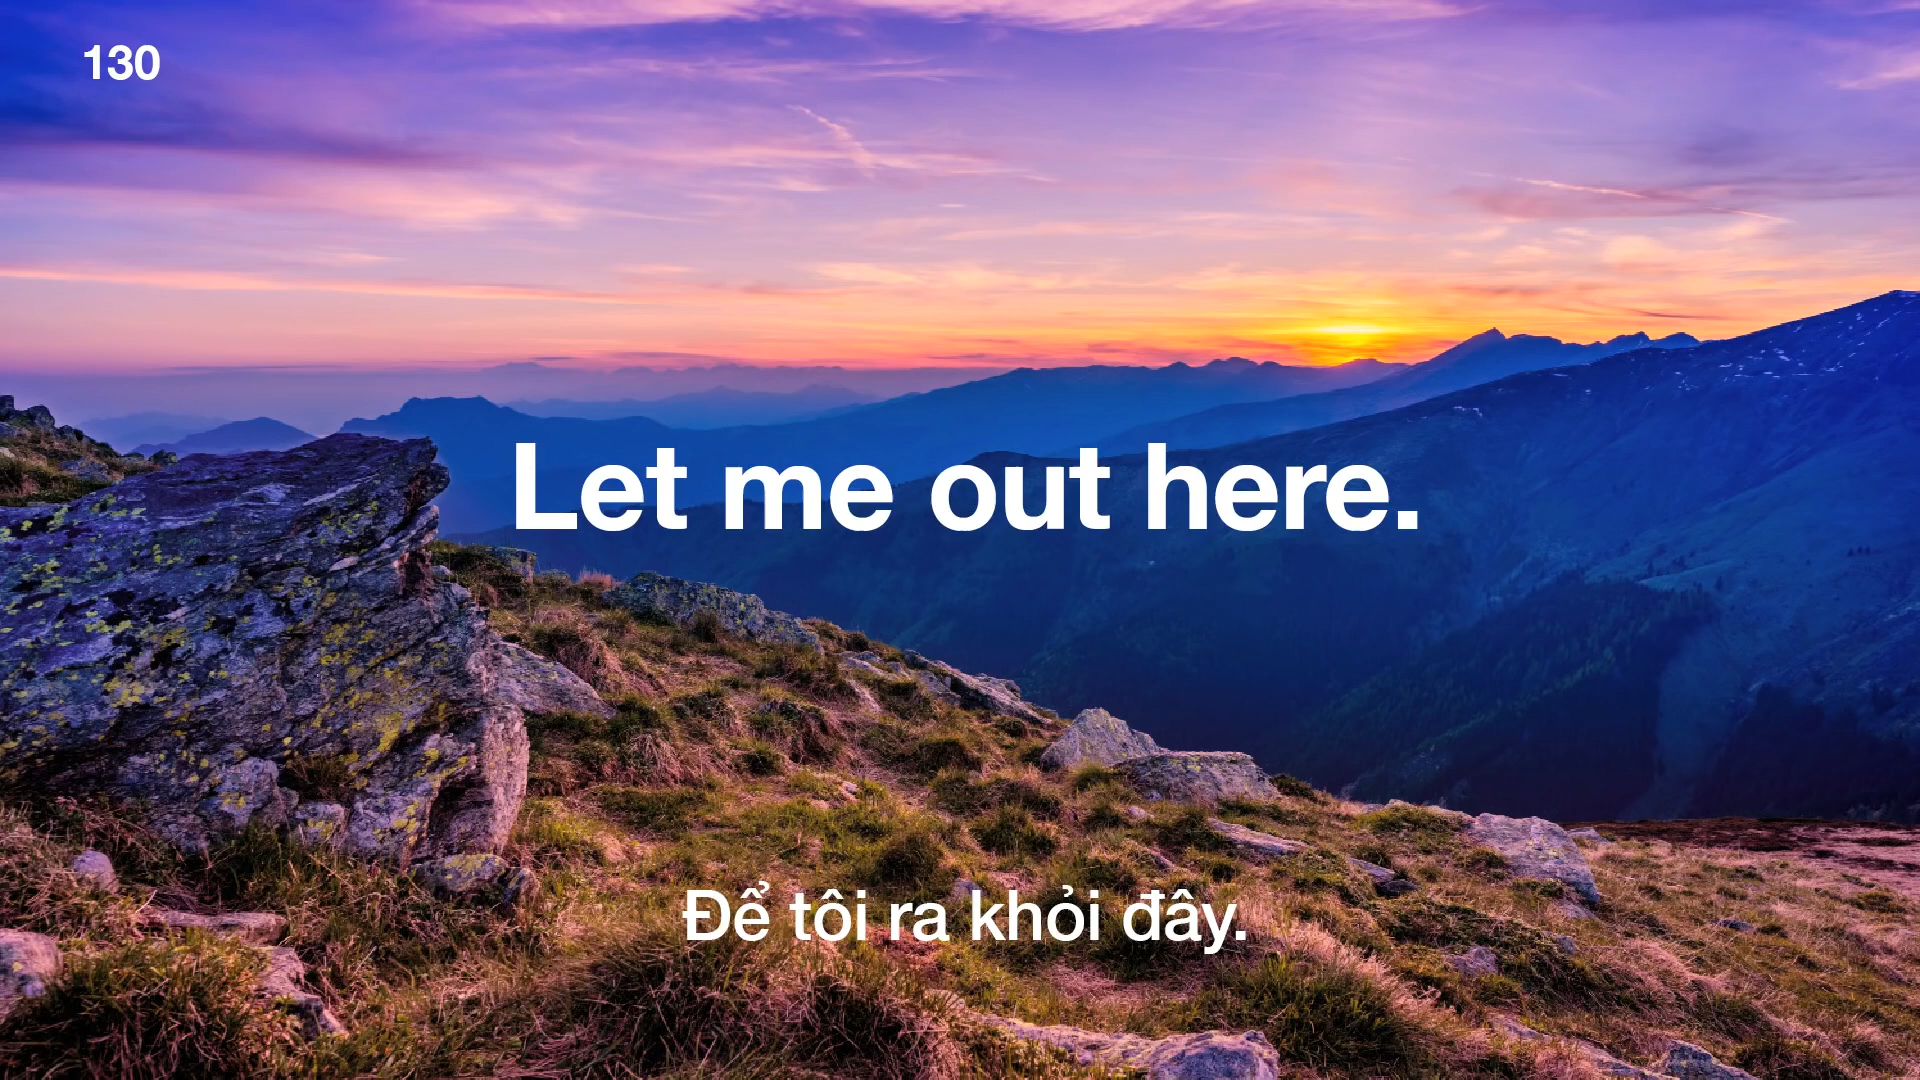 130
Let me out here.
Để tôi ra khỏi đây.